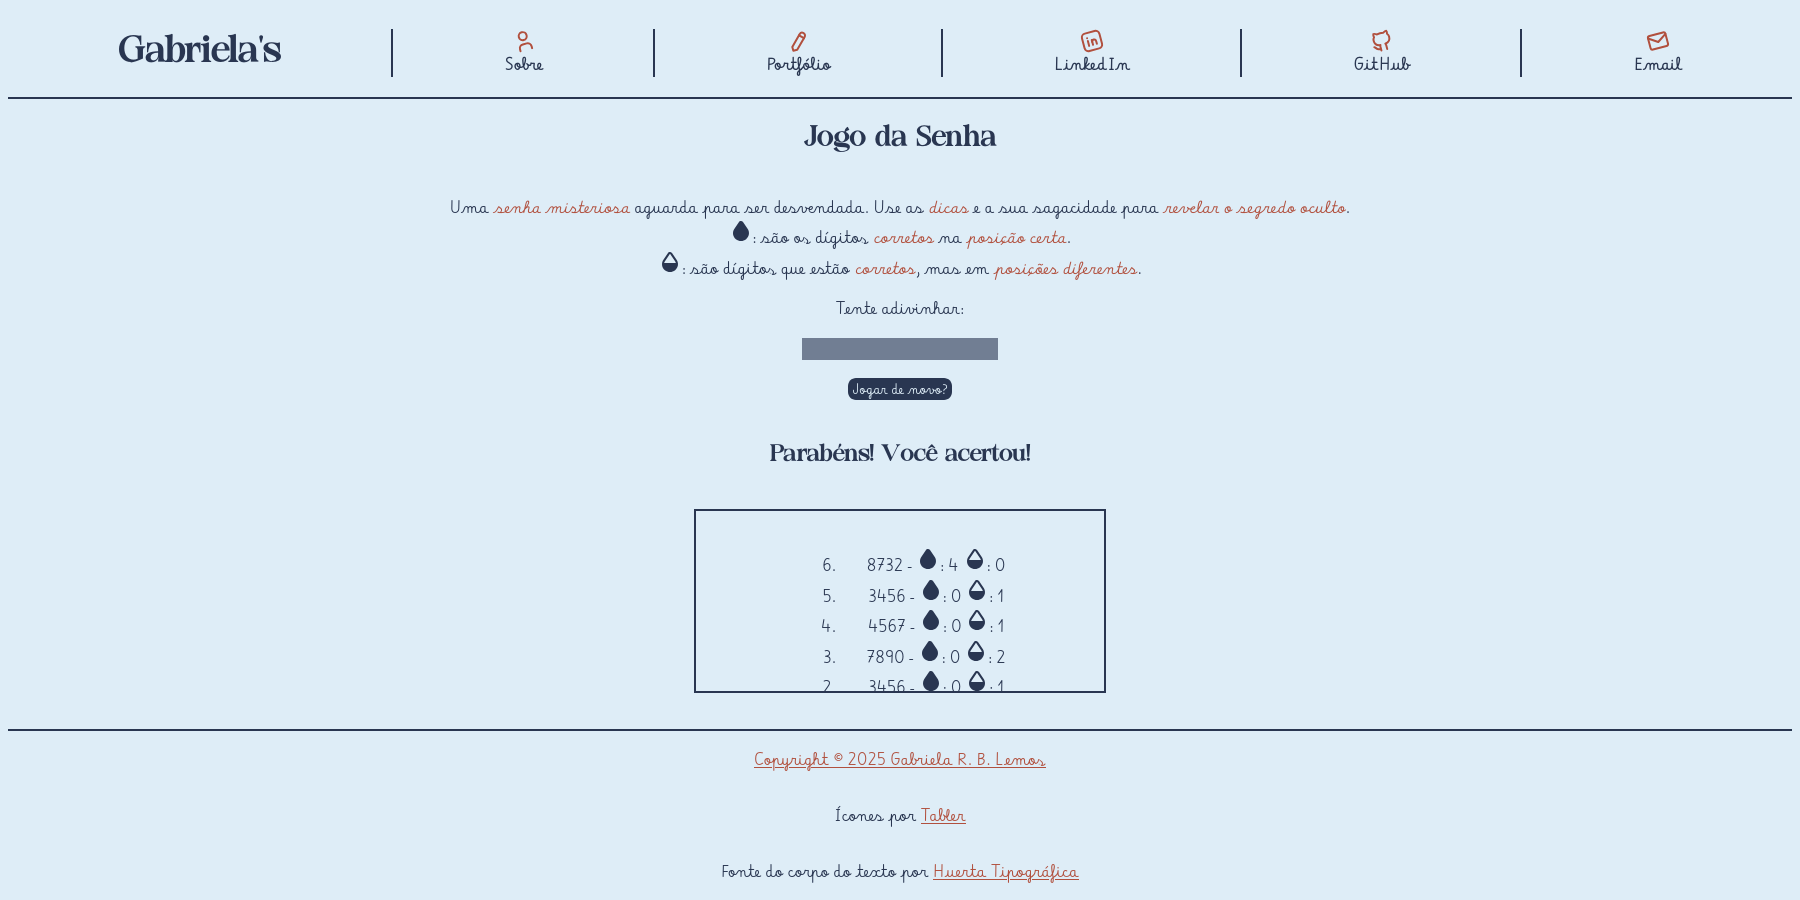 Gabriela's
Sobre
Portfólio
LinkedIn
GitHub
Email
Jogo da Senha
Uma senha misteriosa aguarda para ser desvendada. Use as dicas e a sua sagacidade para revelar o segredo oculto.
: são os dígitos corretos na posição certa.
: são dígitos que estão corretos, mas em posições diferentes.
Tente adivinhar:
Jogar de novo?
Parabéns! Você acertou!
6. 8732 - : 4 : 0
5. 3456 - : 0 : 1
4. 4567 - : 0 : 1
3. 7890 - : 0 : 2
2. 3456 - : 0 : 1
Copyright © 2025 Gabriela R. B. Lemos
Ícones por Tabler
Fonte do corpo do texto por Huerta Tipográfica